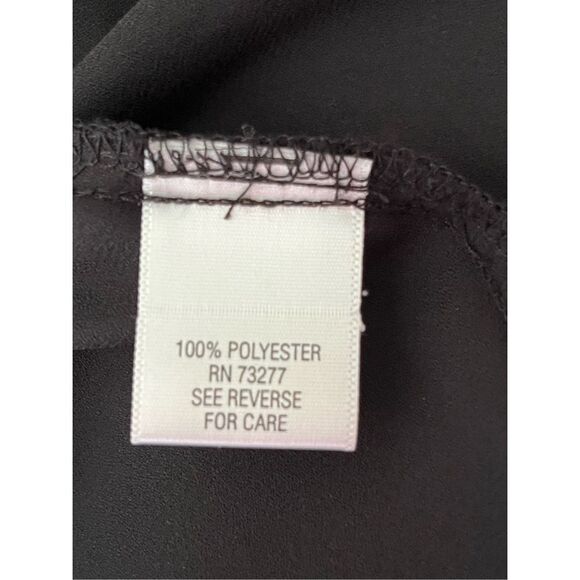 100% POLYESTER
RN 73277
SEE REVERSE
FOR CARE